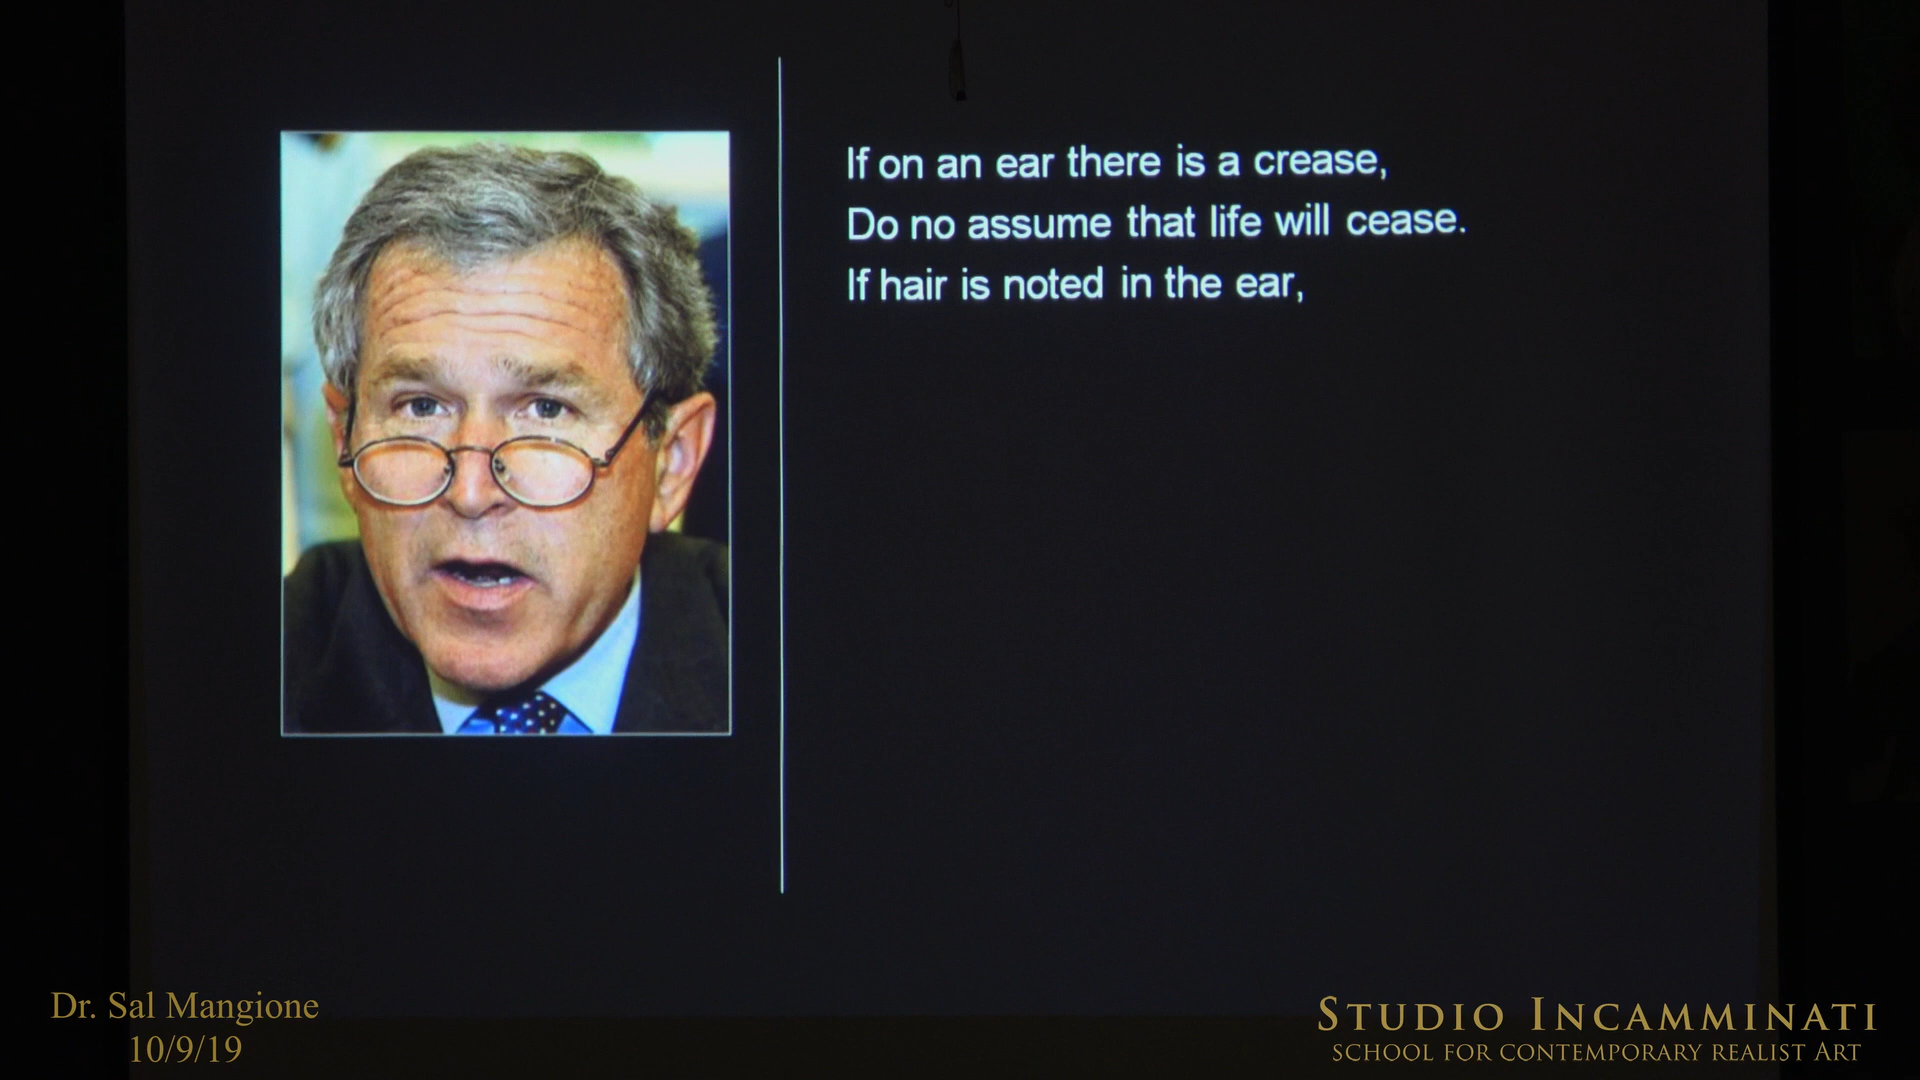 If on an ear there is a crease,
Do no assume that life will cease.
If hair is noted in the ear,
Dr. Sal Mangione
10/9/19
STUDIO INCAMMINATI
SCHOOL FOR CONTEMPORARY REALIST ART